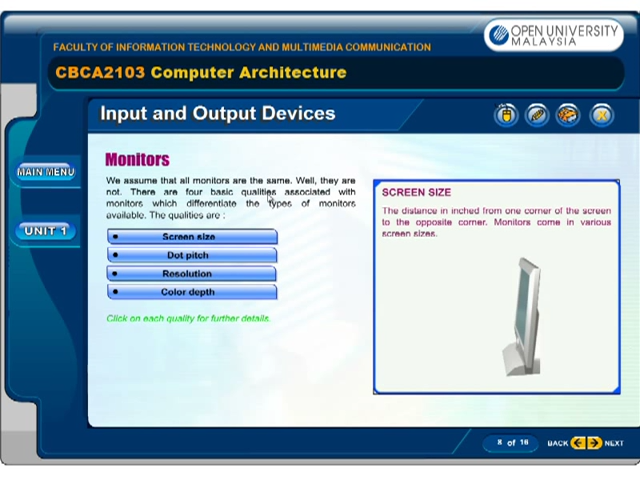 OPEN UNIVERSITY
MALAYSIA
FACULTY OF INFORMATION TECHNOLOGY AND MULTIMEDIA COMMUNICATION
CBCA2103 Computer Architecture
Input and Output Devices
MAIN MENU
UNIT 1
Monitors
We assume that all monitors are the same. Well, they are
not. There are four basic qualities associated with
monitors which differentiate the types of monitors
available. The qualities are :
Screen size
Dot pitch
Resolution
Color depth
Click on each quality for further details.
SCREEN SIZE
The distance in inched from one corner of the screen
to the opposite corner. Monitors come in various
screen sizes.
8 of 16 BACK NEXT